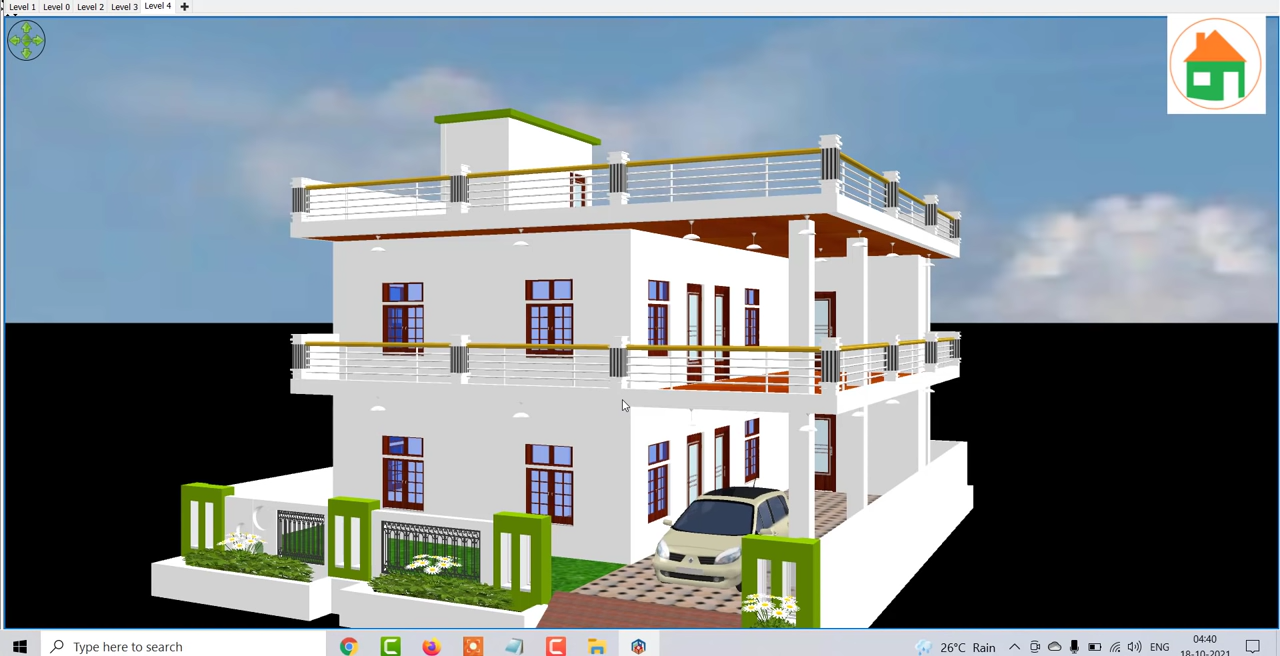 Level 1 Level 0 Level 2 Level 3 Level 4
Type here to search
26°C Rain
ENG
04:40
18-10-2021